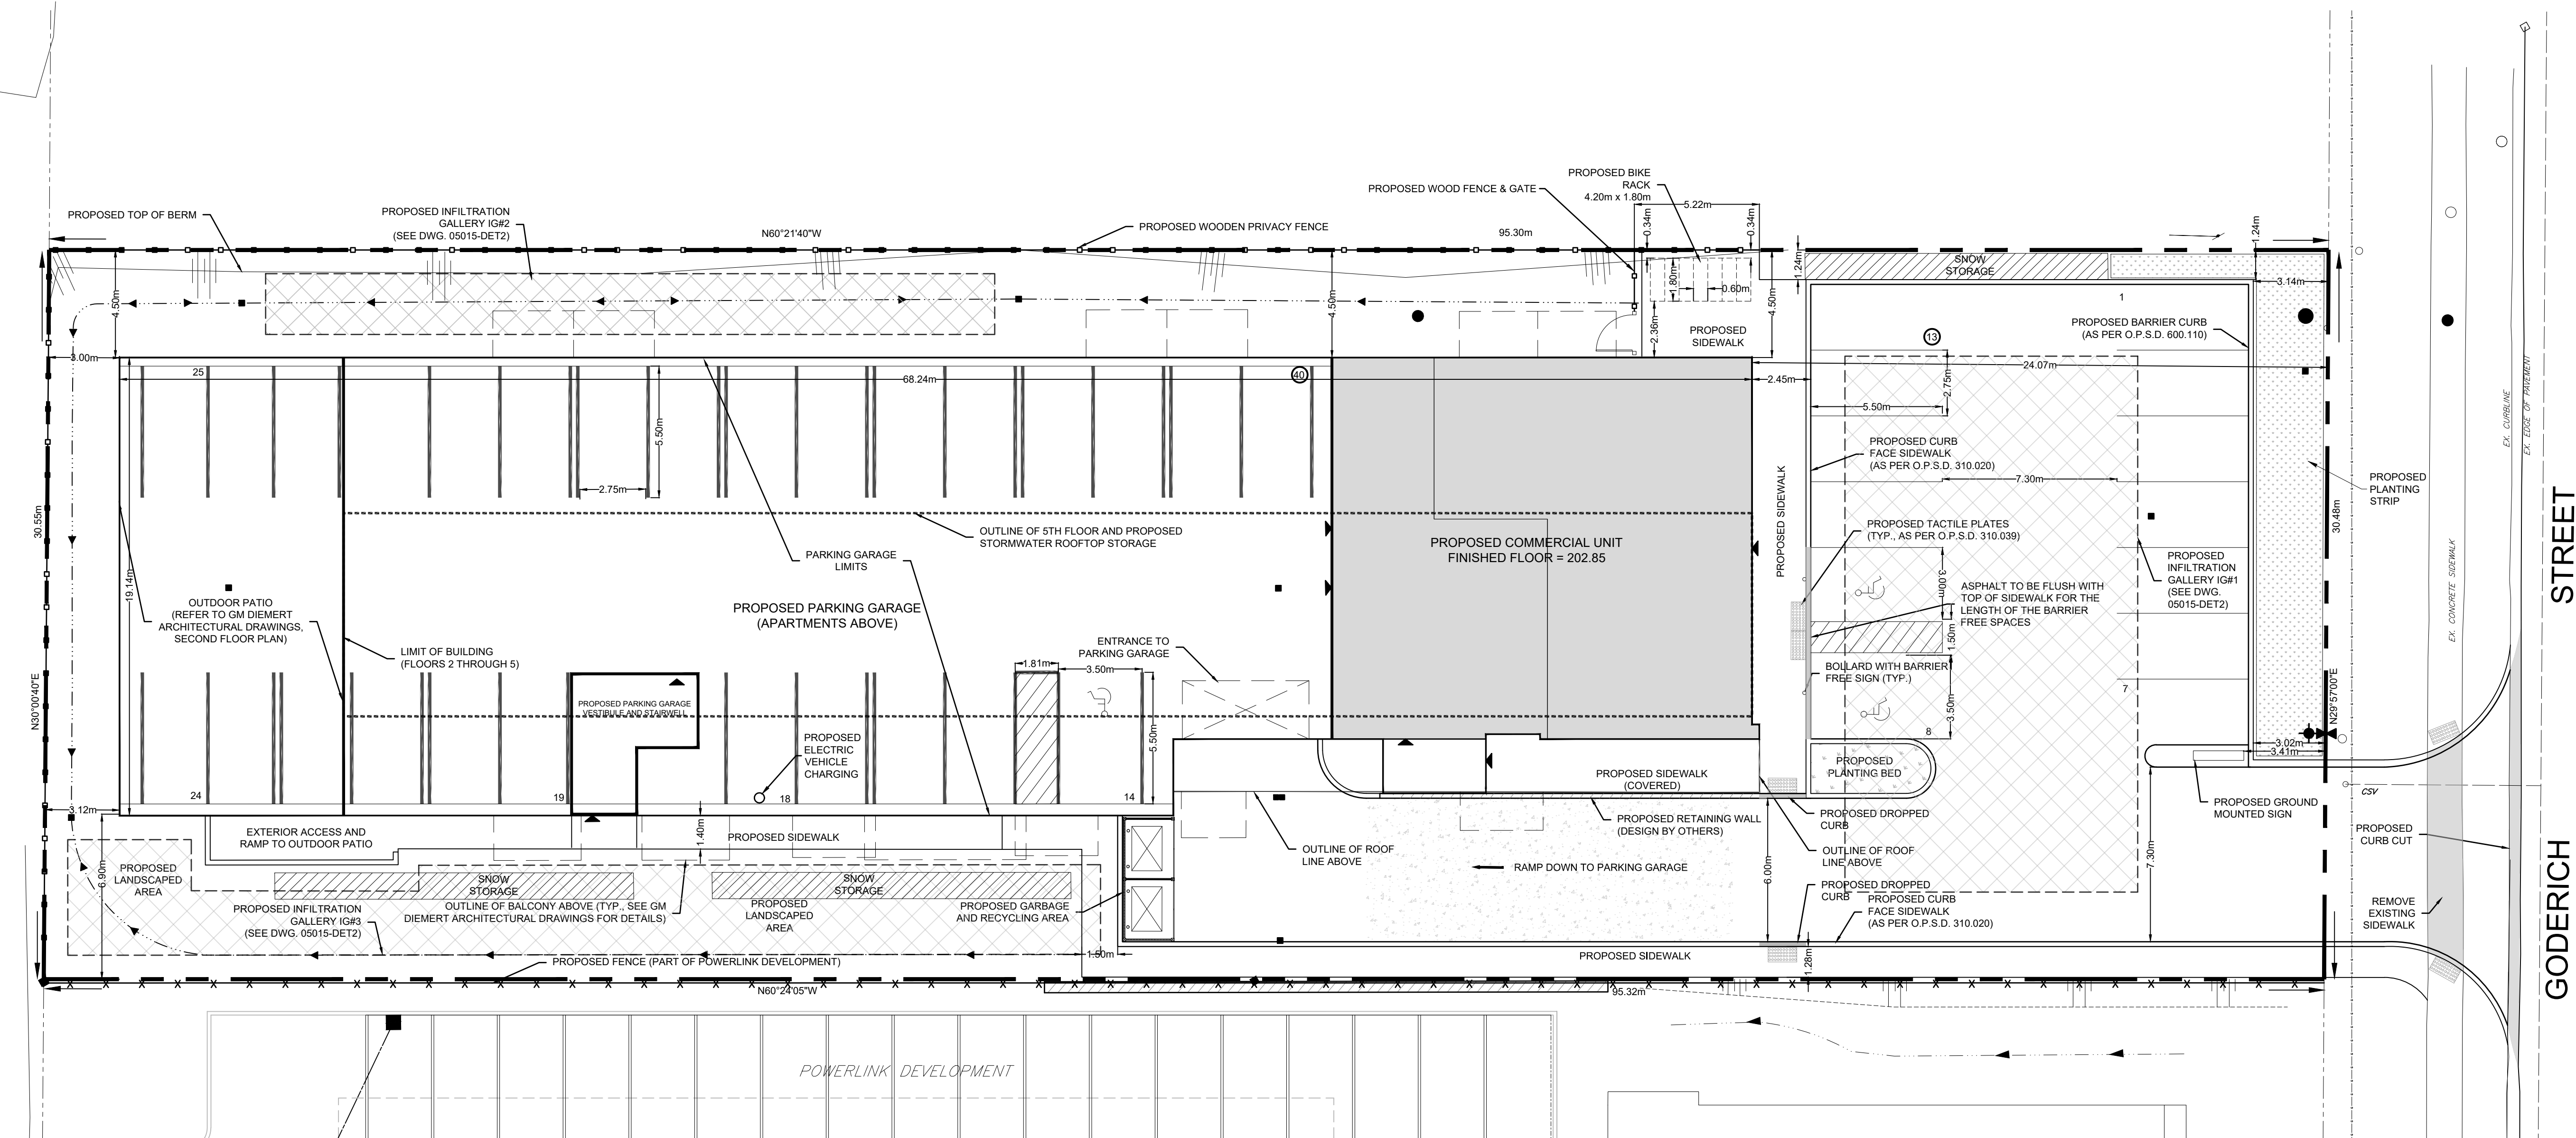 PROPOSED TOP OF BERM
PROPOSED INFILTRATION
GALLERY IG#2
(SEE DWG. 05015-DET2)
N60°21'40"W
PROPOSED WOODEN PRIVACY FENCE
PROPOSED WOOD FENCE & GATE
95.30m
PROPOSED BIKE
RACK
4.20m x 1.80m
5.22m
0.34m
0.34m
1.24m
1.24m
SNOW
STORAGE
3.14m
4.50m
4.50m
4.50m
1.80m
0.60m
2.36m
PROPOSED
SIDEWALK
1
13
PROPOSED BARRIER CURB
(AS PER O.P.S.D. 600.110)
3.00m
25
68.24m
40
2.45m
24.07m
2.75m
5.50m
5.50m
2.75m
19.14m
30.55m
N30°00'40"E
30.48m
N29°57'00"E
EX. CURBLINE
EX. EDGE OF PAVEMENT
EX. CONCRETE SIDEWALK
PROPOSED CURB
FACE SIDEWALK
(AS PER O.P.S.D. 310.020)
7.30m
PROPOSED
PLANTING
STRIP
OUTLINE OF 5TH FLOOR AND PROPOSED
STORMWATER ROOFTOP STORAGE
PARKING GARAGE
LIMITS
PROPOSED COMMERCIAL UNIT
FINISHED FLOOR = 202.85
PROPOSED SIDEWALK
PROPOSED TACTILE PLATES
(TYP., AS PER O.P.S.D. 310.039)
PROPOSED
INFILTRATION
GALLERY IG#1
(SEE DWG.
05015-DET2)
ASPHALT TO BE FLUSH WITH
TOP OF SIDEWALK FOR THE
LENGTH OF THE BARRIER
FREE SPACES
3.00m
1.50m
3.50m
OUTDOOR PATIO
(REFER TO GM DIEMERT
ARCHITECTURAL DRAWINGS,
SECOND FLOOR PLAN)
PROPOSED PARKING GARAGE
(APARTMENTS ABOVE)
LIMIT OF BUILDING
(FLOORS 2 THROUGH 5)
ENTRANCE TO
PARKING GARAGE
1.81m
3.50m
5.50m
BOLLARD WITH BARRIER
FREE SIGN (TYP.)
7
8
PROPOSED PARKING GARAGE
VESTIBULE AND STAIRWELL
PROPOSED
ELECTRIC
VEHICLE
CHARGING
PROPOSED SIDEWALK
(COVERED)
PROPOSED
PLANTING BED
3.02m
3.41m
CSV
24
19
18
14
3.12m
PROPOSED GROUND
MOUNTED SIGN
EXTERIOR ACCESS AND
RAMP TO OUTDOOR PATIO
PROPOSED SIDEWALK
1.40m
PROPOSED RETAINING WALL
(DESIGN BY OTHERS)
PROPOSED DROPPED
CURB
PROPOSED
CURB CUT
OUTLINE OF ROOF
LINE ABOVE
OUTLINE OF ROOF
LINE ABOVE
RAMP DOWN TO PARKING GARAGE
6.00m
7.30m
PROPOSED
LANDSCAPED
AREA
6.90m
SNOW
STORAGE
SNOW
STORAGE
PROPOSED DROPPED
CURB
PROPOSED CURB
FACE SIDEWALK
(AS PER O.P.S.D. 310.020)
REMOVE
EXISTING
SIDEWALK
PROPOSED INFILTRATION
GALLERY IG#3
(SEE DWG. 05015-DET2)
OUTLINE OF BALCONY ABOVE (TYP., SEE GM
DIEMERT ARCHITECTURAL DRAWINGS FOR DETAILS)
PROPOSED
LANDSCAPED
AREA
PROPOSED GARBAGE
AND RECYCLING AREA
1.50m
PROPOSED FENCE (PART OF POWERLINK DEVELOPMENT)
PROPOSED SIDEWALK
1.28m
N60°24'05"W
95.32m
POWERLINK DEVELOPMENT
GODERICH STREET